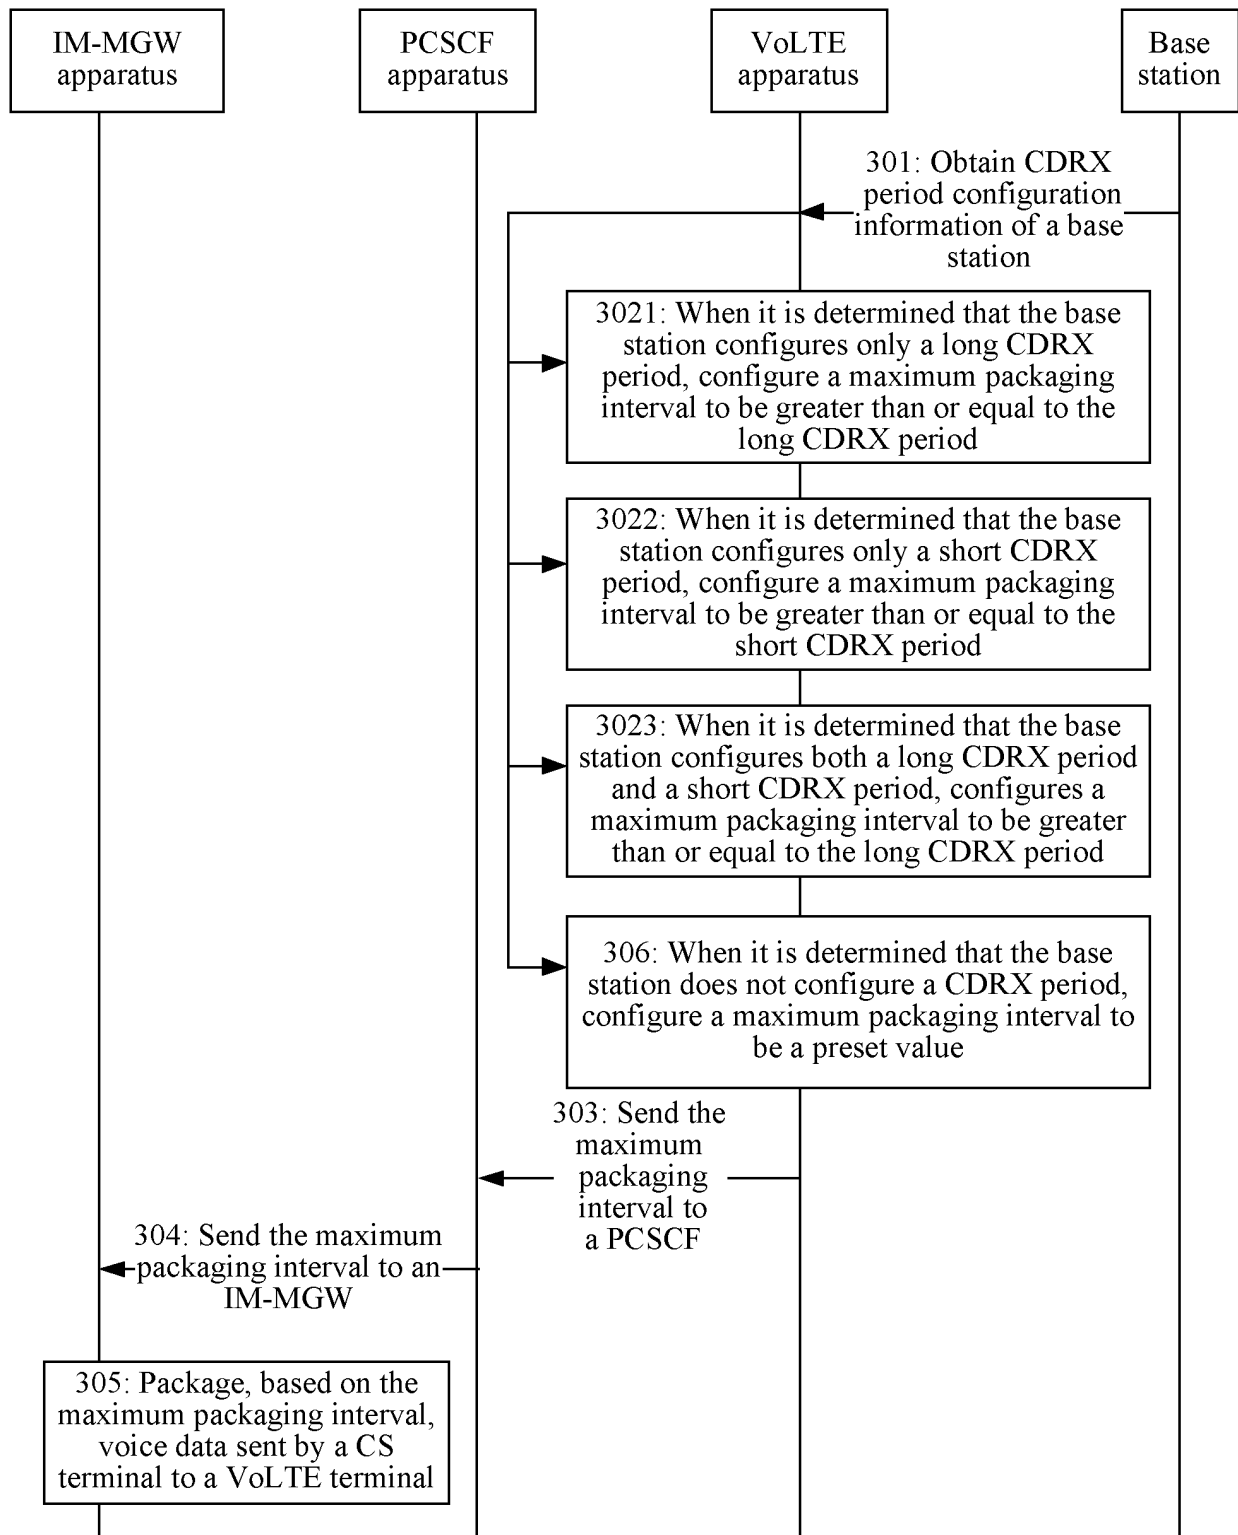 IM-MGW
apparatus
PCSCF
apparatus
VoLTE
apparatus
Base
station
301: Obtain CDRX
period configuration
information of a base
station
3021: When it is determined that the base
station configures only a long CDRX
period, configure a maximum packaging
interval to be greater than or equal to the
long CDRX period
3022: When it is determined that the base
station configures only a short CDRX
period, configure a maximum packaging
interval to be greater than or equal to the
short CDRX period
3023: When it is determined that the base
station configures both a long CDRX period
and a short CDRX period, configures a
maximum packaging interval to be greater
than or equal to the long CDRX period
306: When it is determined that the base
station does not configure a CDRX period,
configure a maximum packaging interval to
be a preset value
303: Send the
maximum
packaging
interval to
a PCSCF
304: Send the maximum
packaging interval to an
IM-MGW
305: Package, based on the
maximum packaging interval,
voice data sent by a CS
terminal to a VoLTE terminal